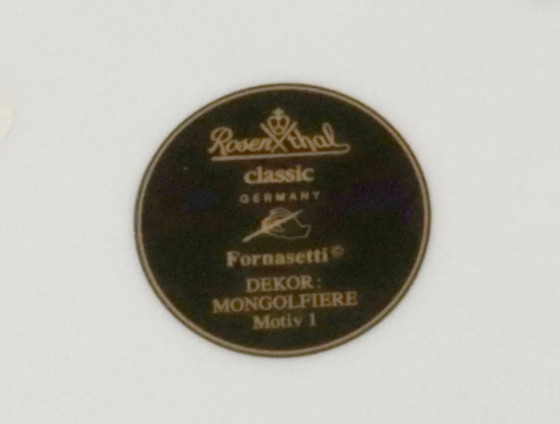 Rosenthal
classic
GERMANY
Fornasetti©
DEKOR:
MONGOLFIERE
Motiv 1